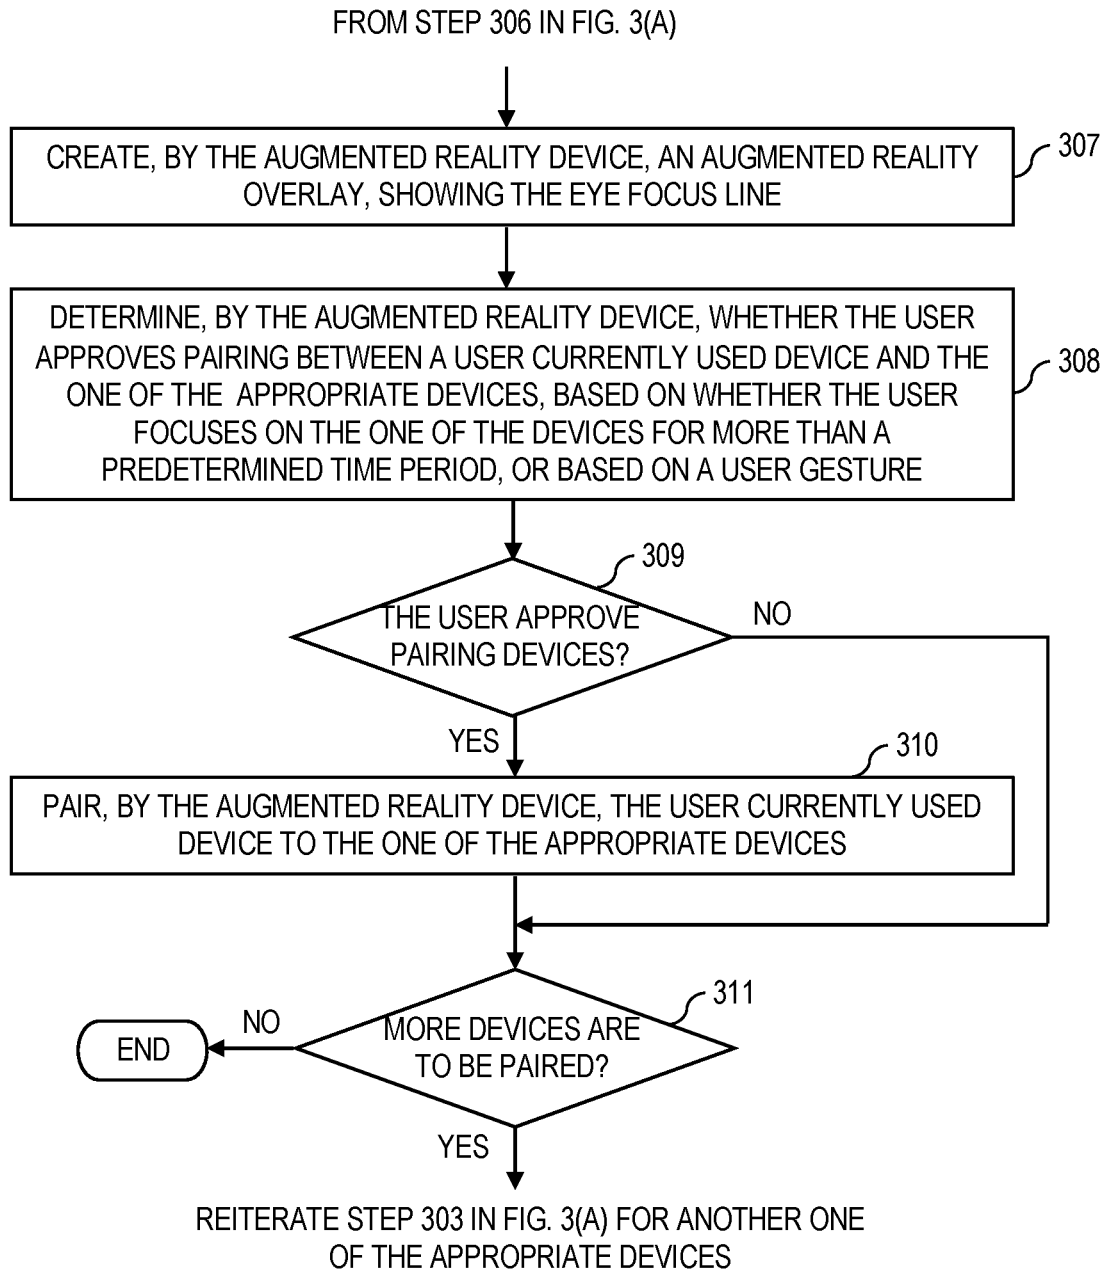 FROM STEP 306 IN FIG. 3(A)
CREATE, BY THE AUGMENTED REALITY DEVICE, AN AUGMENTED REALITY
OVERLAY, SHOWING THE EYE FOCUS LINE
307
DETERMINE, BY THE AUGMENTED REALITY DEVICE, WHETHER THE USER
APPROVES PAIRING BETWEEN A USER CURRENTLY USED DEVICE AND THE
ONE OF THE APPROPRIATE DEVICES, BASED ON WHETHER THE USER
FOCUSES ON THE ONE OF THE DEVICES FOR MORE THAN A
PREDETERMINED TIME PERIOD, OR BASED ON A USER GESTURE
308
309
THE USER APPROVE
PAIRING DEVICES?
NO
YES
310
PAIR, BY THE AUGMENTED REALITY DEVICE, THE USER CURRENTLY USED
DEVICE TO THE ONE OF THE APPROPRIATE DEVICES
311
MORE DEVICES ARE
TO BE PAIRED?
NO
END
YES
REITERATE STEP 303 IN FIG. 3(A) FOR ANOTHER ONE
OF THE APPROPRIATE DEVICES